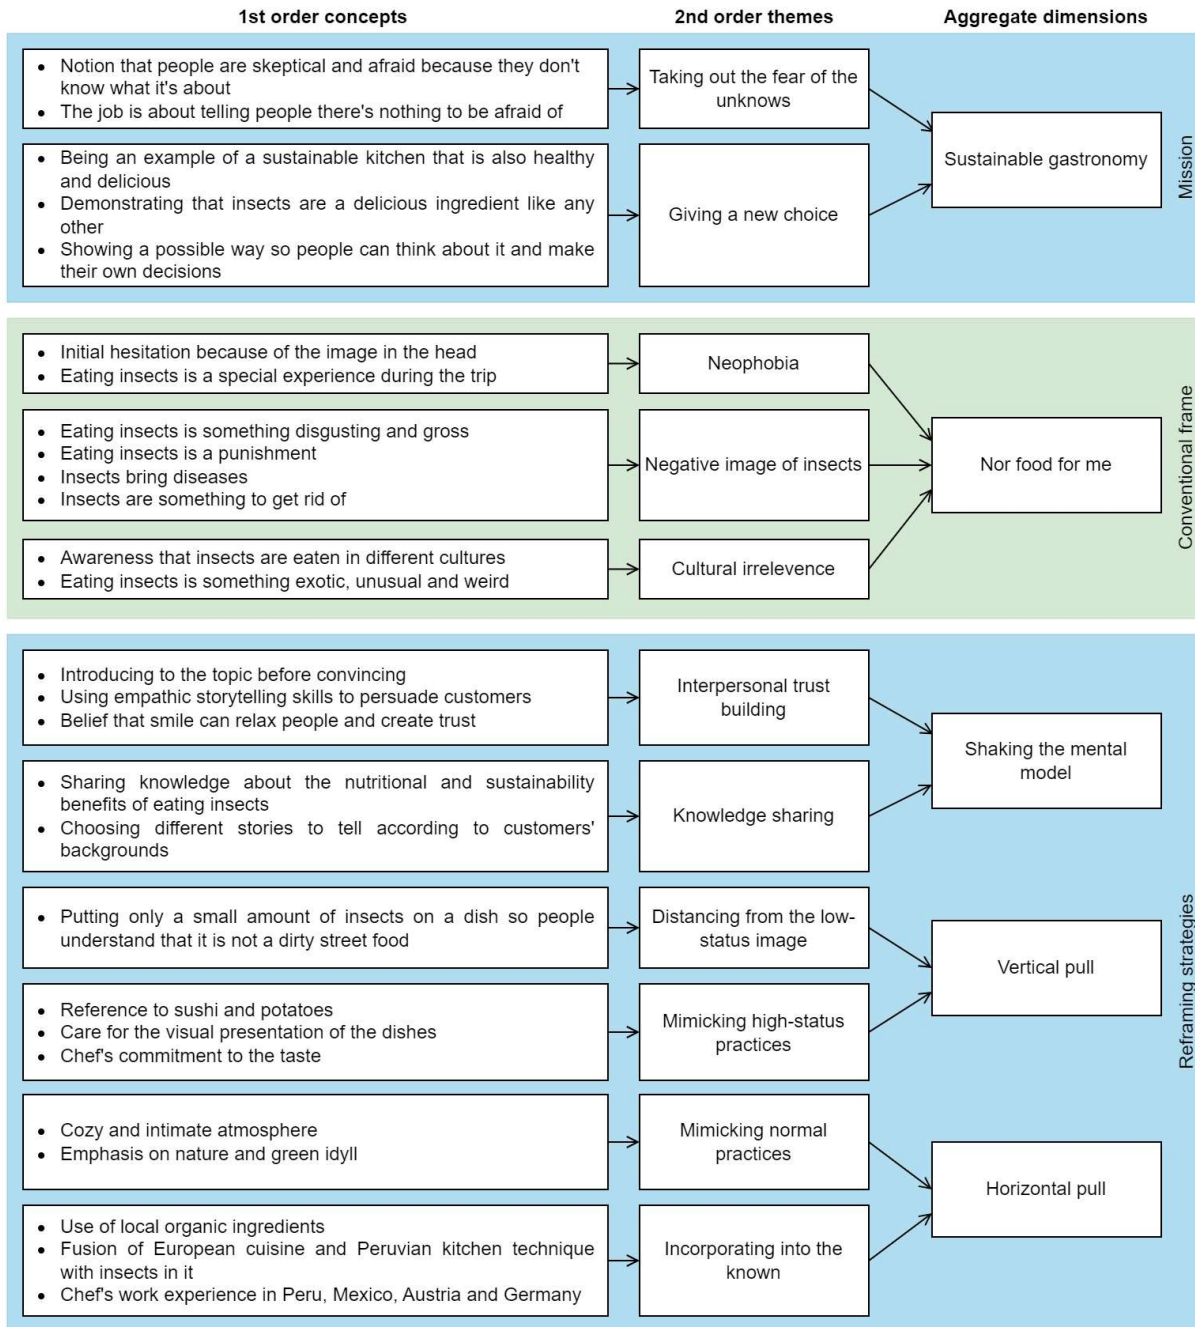 1st order concepts
2nd order themes
Aggregate dimensions
• Notion that people are skeptical and afraid because they don't
know what it's about
• The job is about telling people there's nothing to be afraid of
Taking out the fear of the
unknows
• Being an example of a sustainable kitchen that is also healthy
and delicious
• Demonstrating that insects are a delicious ingredient like any
other
• Showing a possible way so people can think about it and make
their own decisions
Giving a new choice
Sustainable gastronomy
Mission
• Initial hesitation because of the image in the head
• Eating insects is a special experience during the trip
Neophobia
• Eating insects is something disgusting and gross
• Eating insects is a punishment
• Insects bring diseases
• Insects are something to get rid of
Negative image of insects
• Awareness that insects are eaten in different cultures
• Eating insects is something exotic, unusual and weird
Cultural irrelevence
Nor food for me
Conventional frame
• Introducing to the topic before convincing
• Using empathic storytelling skills to persuade customers
• Belief that smile can relax people and create trust
Interpersonal trust
building
• Sharing knowledge about the nutritional and sustainability
benefits of eating insects
• Choosing different stories to tell according to customers'
backgrounds
Knowledge sharing
Shaking the mental
model
• Putting only a small amount of insects on a dish so people
understand that it is not a dirty street food
Distancing from the low-
status image
• Reference to sushi and potatoes
• Care for the visual presentation of the dishes
• Chef's commitment to the taste
Mimicking high-status
practices
Vertical pull
• Cozy and intimate atmosphere
• Emphasis on nature and green idyll
Mimicking normal
practices
• Use of local organic ingredients
• Fusion of European cuisine and Peruvian kitchen technique
with insects in it
• Chef's work experience in Peru, Mexico, Austria and Germany
Incorporating into the
known
Horizontal pull
Reframing strategies